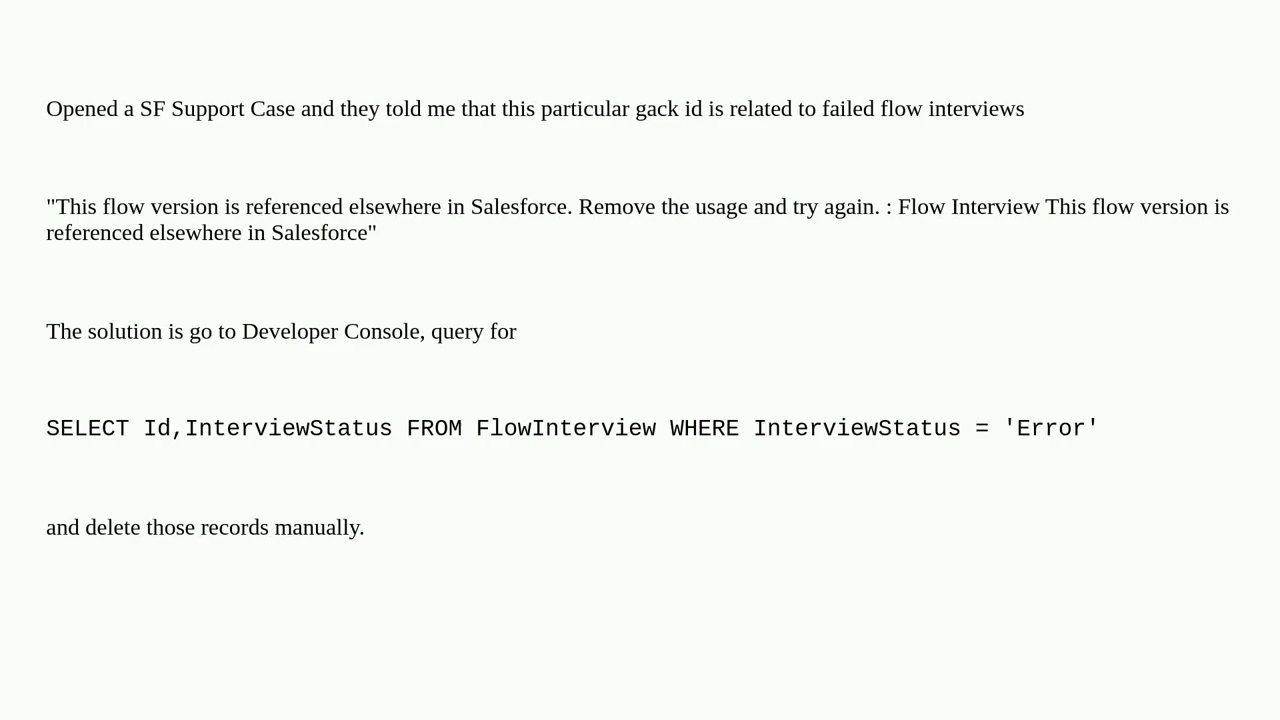 Opened a SF Support Case and they told me that this particular gack id is related to failed flow interviews
"This flow version is referenced elsewhere in Salesforce. Remove the usage and try again. : Flow Interview This flow version is
referenced elsewhere in Salesforce"
The solution is go to Developer Console, query for
SELECT Id,InterviewStatus FROM FlowInterview WHERE InterviewStatus = 'Error'
and delete those records manually.